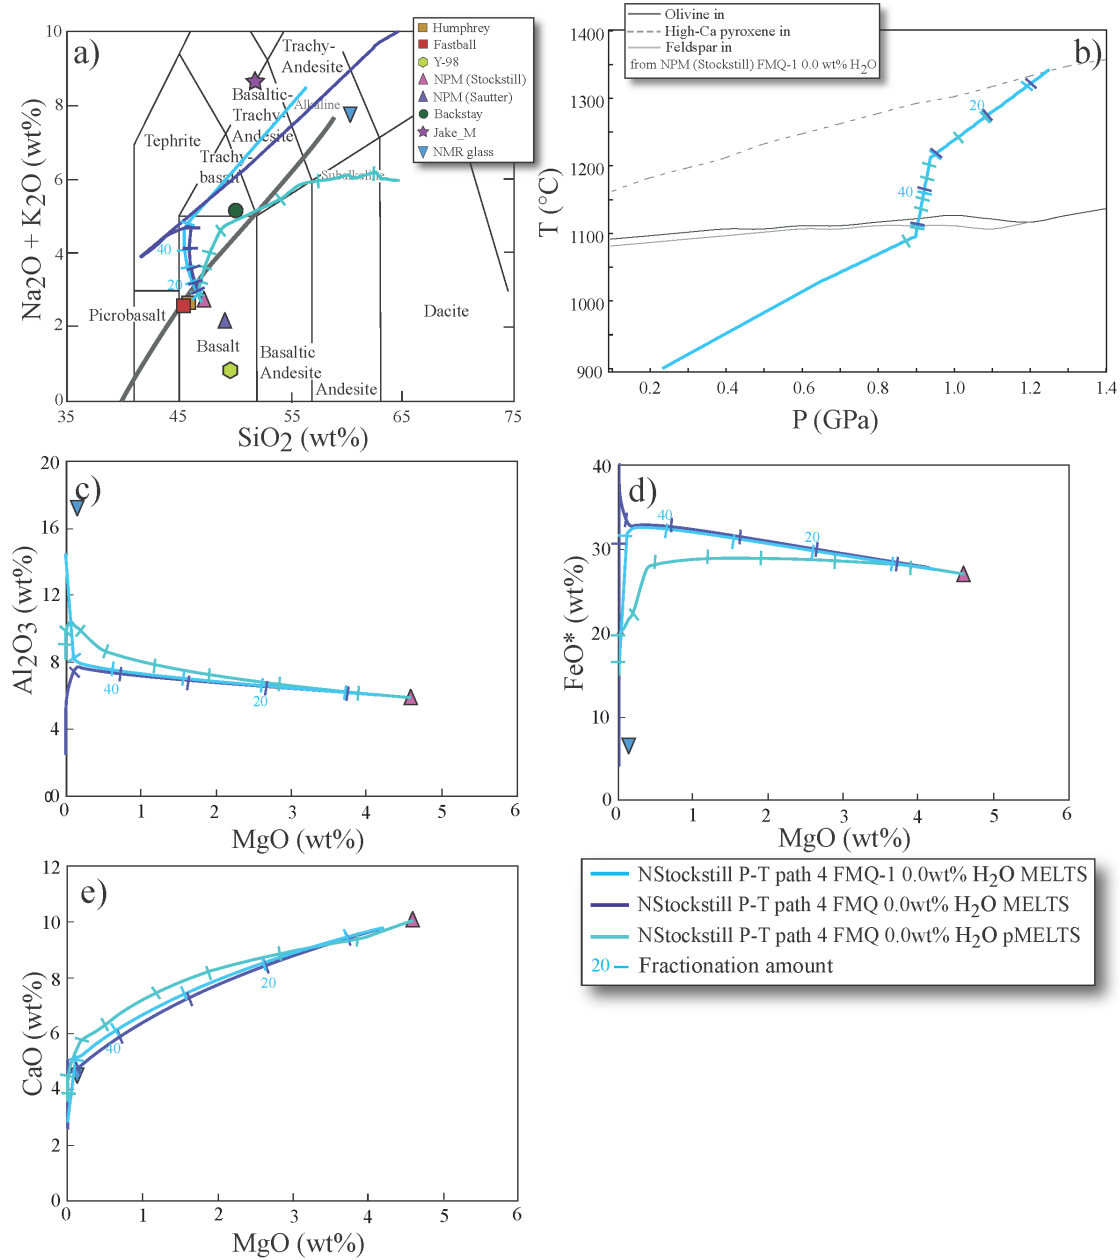 a)
Na2O + K2O (wt%)
10
8
6
4
2
0
35
45
55
65
75
SiO2 (wt%)
Trachy-
Andesite
Basaltic-
Trachy-
Andesite
Alkaline
Tephrite
Trachy-
basalt
Subalkaline
40
20
Picrobasalt
Basalt
Basaltic
Andesite
Andesite
Dacite
Humphrey
Fastball
Y-98
NPM (Stockstill)
NPM (Sautter)
Backstay
Jake_M
NMR glass
b)
Olivine in
High-Ca pyroxene in
Feldspar in
from NPM (Stockstill) FMQ-1 0.0 wt% H2O
T (°C)
1400
1300
1200
1100
1000
900
20
40
0.2
0.4
0.6
0.8
1.0
1.2
1.4
P (GPa)
c)
Al2O3 (wt%)
20
16
12
8
4
0
0
40
20
0
1
2
3
4
5
6
MgO (wt%)
d)
FeO* (wt%)
40
30
20
10
0
40
20
0
1
2
3
4
5
6
MgO (wt%)
e)
CaO (wt%)
12
10
8
6
4
2
0
20
40
0
1
2
3
4
5
6
MgO (wt%)
NStockstill P-T path 4 FMQ-1 0.0wt% H2O MELTS
NStockstill P-T path 4 FMQ 0.0wt% H2O MELTS
NStockstill P-T path 4 FMQ 0.0wt% H2O pMELTS
20 Fractionation amount